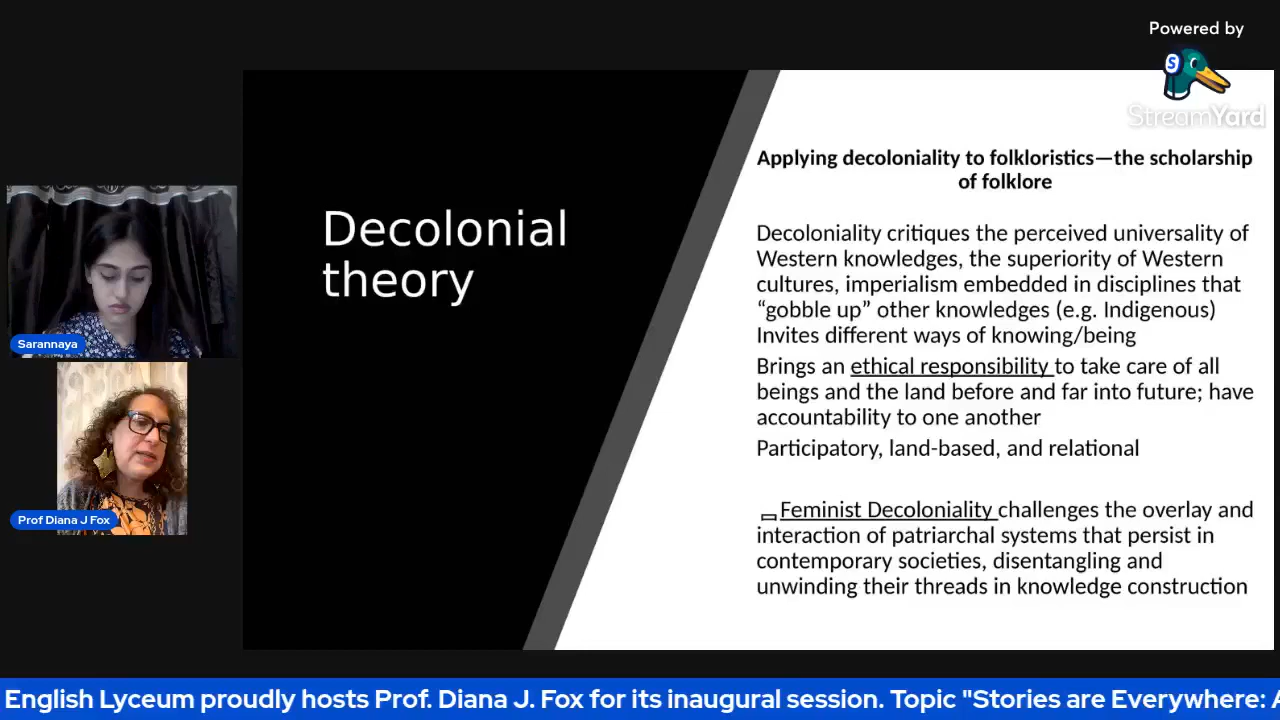 Powered by
StreamYard
S
Decolonial
theory
Applying decoloniality to folkloristics—the scholarship
of folklore
Decoloniality critiques the perceived universality of
Western knowledges, the superiority of Western
cultures, imperialism embedded in disciplines that
“gobble up” other knowledges (e.g. Indigenous)
Invites different ways of knowing/being
Brings an ethical responsibility to take care of all
beings and the land before and far into future; have
accountability to one another
Participatory, land-based, and relational
Feminist Decoloniality challenges the overlay and
interaction of patriarchal systems that persist in
contemporary societies, disentangling and
unwinding their threads in knowledge construction
Sarannaya
Prof Diana J Fox
English Lyceum proudly hosts Prof. Diana J. Fox for its inaugural session. Topic "Stories are Everywhere: A